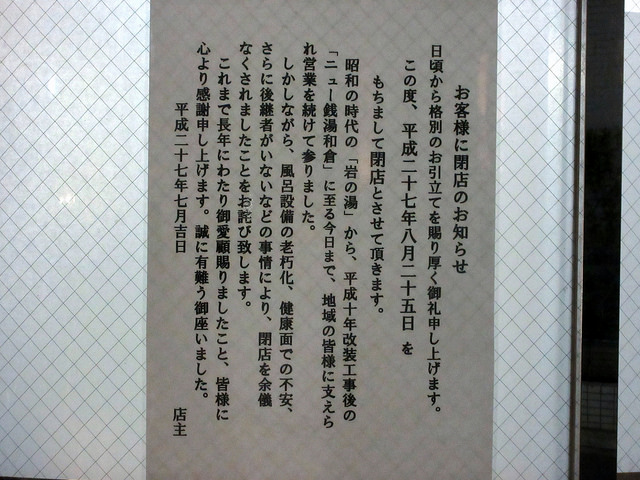 お客様に閉店のお知らせ
日頃から格別のお引立てを賜り厚く御礼申し上げます。
この度、平成二十七年八月二十五日 を
もちまして閉店とさせて頂きます。
昭和の時代の「岩の湯」から、平成十年改装工事後の
「ニュー銭湯和倉」に至る今日まで、地域の皆様に支えら
れ営業を続けて参りました。
しかしながら、風呂設備の老朽化、健康面での不安、
さらに後継者がいないなどの事情により、閉店を余儀
なくされましたことをお詫び致します。
これまで長年にわたり御愛顧賜りましたこと、皆様に
心より感謝申し上げます。誠に有難う御座いました。
平成二十七年七月吉日 店主